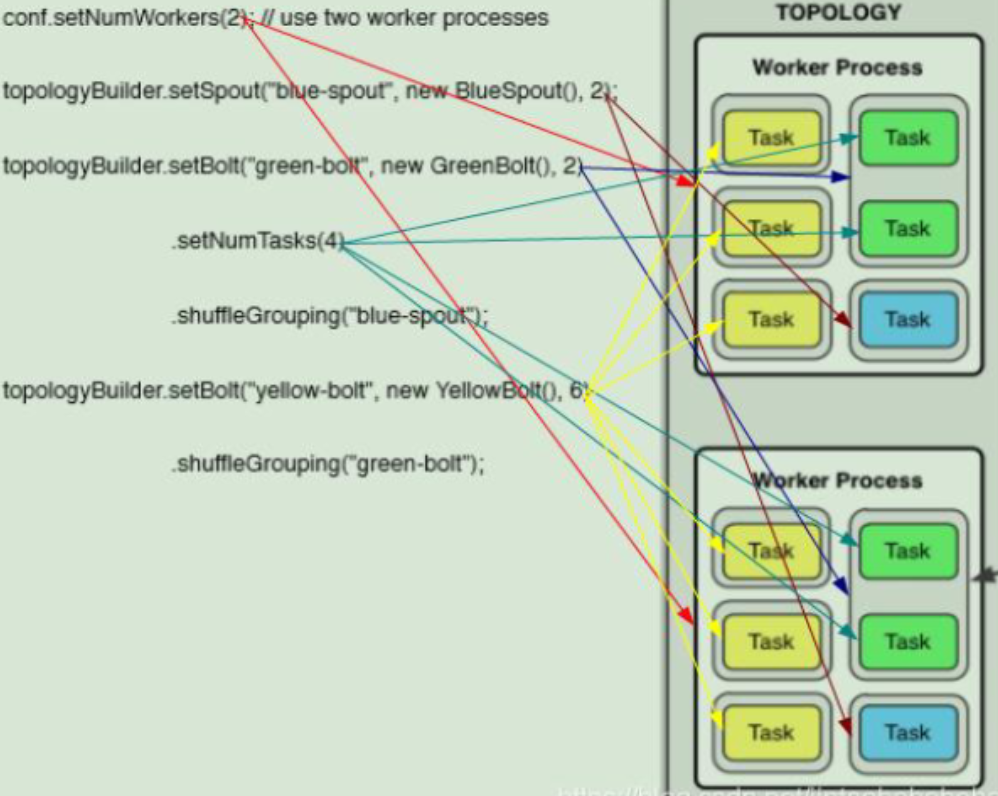 conf.setNumWorkers(2); // use two worker processes
topologyBuilder.setSpout("blue-spout", new BlueSpout(), 2);
topologyBuilder.setBolt("green-bolt", new GreenBolt(), 2)
.setNumTasks(4)
.shuffleGrouping("blue-spout");
topologyBuilder.setBolt("yellow-bolt", new YellowBolt(), 6)
.shuffleGrouping("green-bolt");
TOPOLOGY
Worker Process
Task Task
Task Task
Task Task
Worker Process
Task Task
Task Task
Task Task